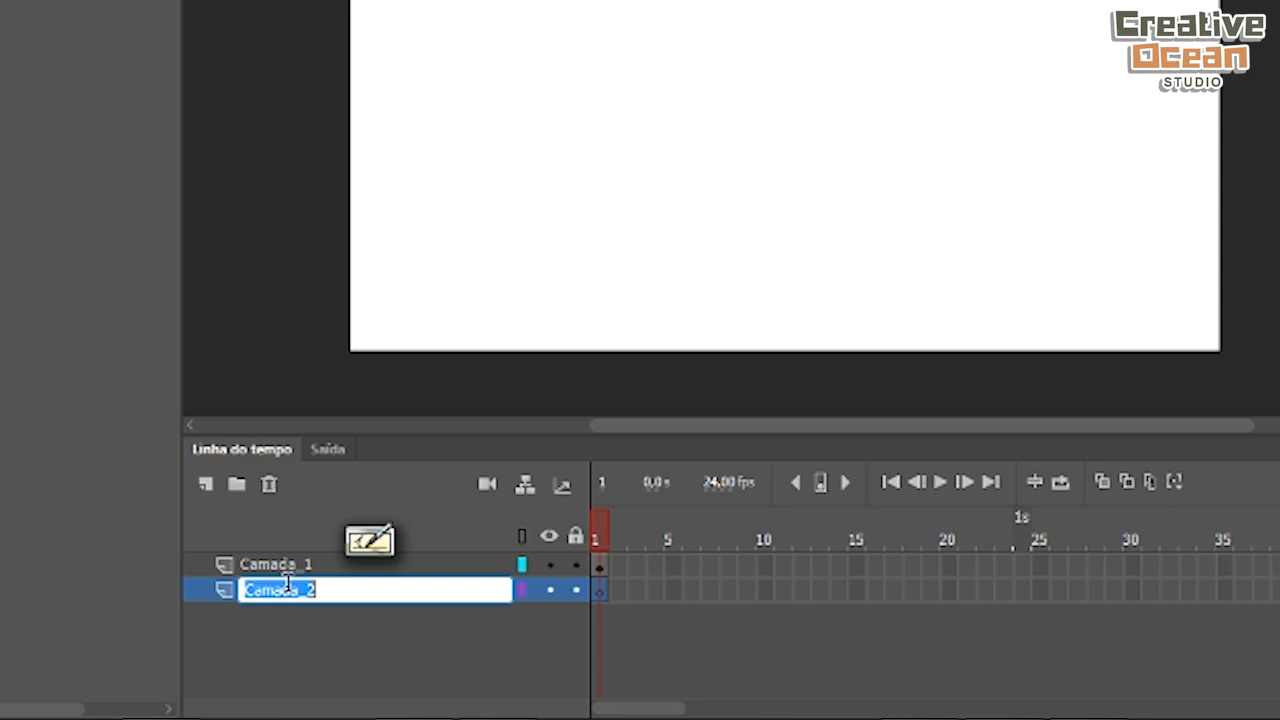 Creative
Ocean
STUDIO
Linha do tempo Saída
1 0,0 s 24,00 fps
1s
1 5 10 15 20 25 30 35
Camada_1
Camada_2